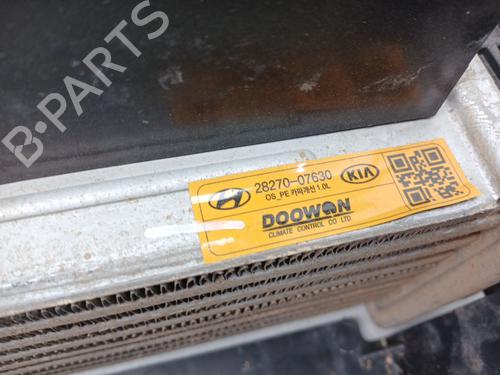 B-PARTS
28270-07630
KIA
OS_PE 카파개선 1.0L
DOOWON
CLIMATE CONTROL CO LTD